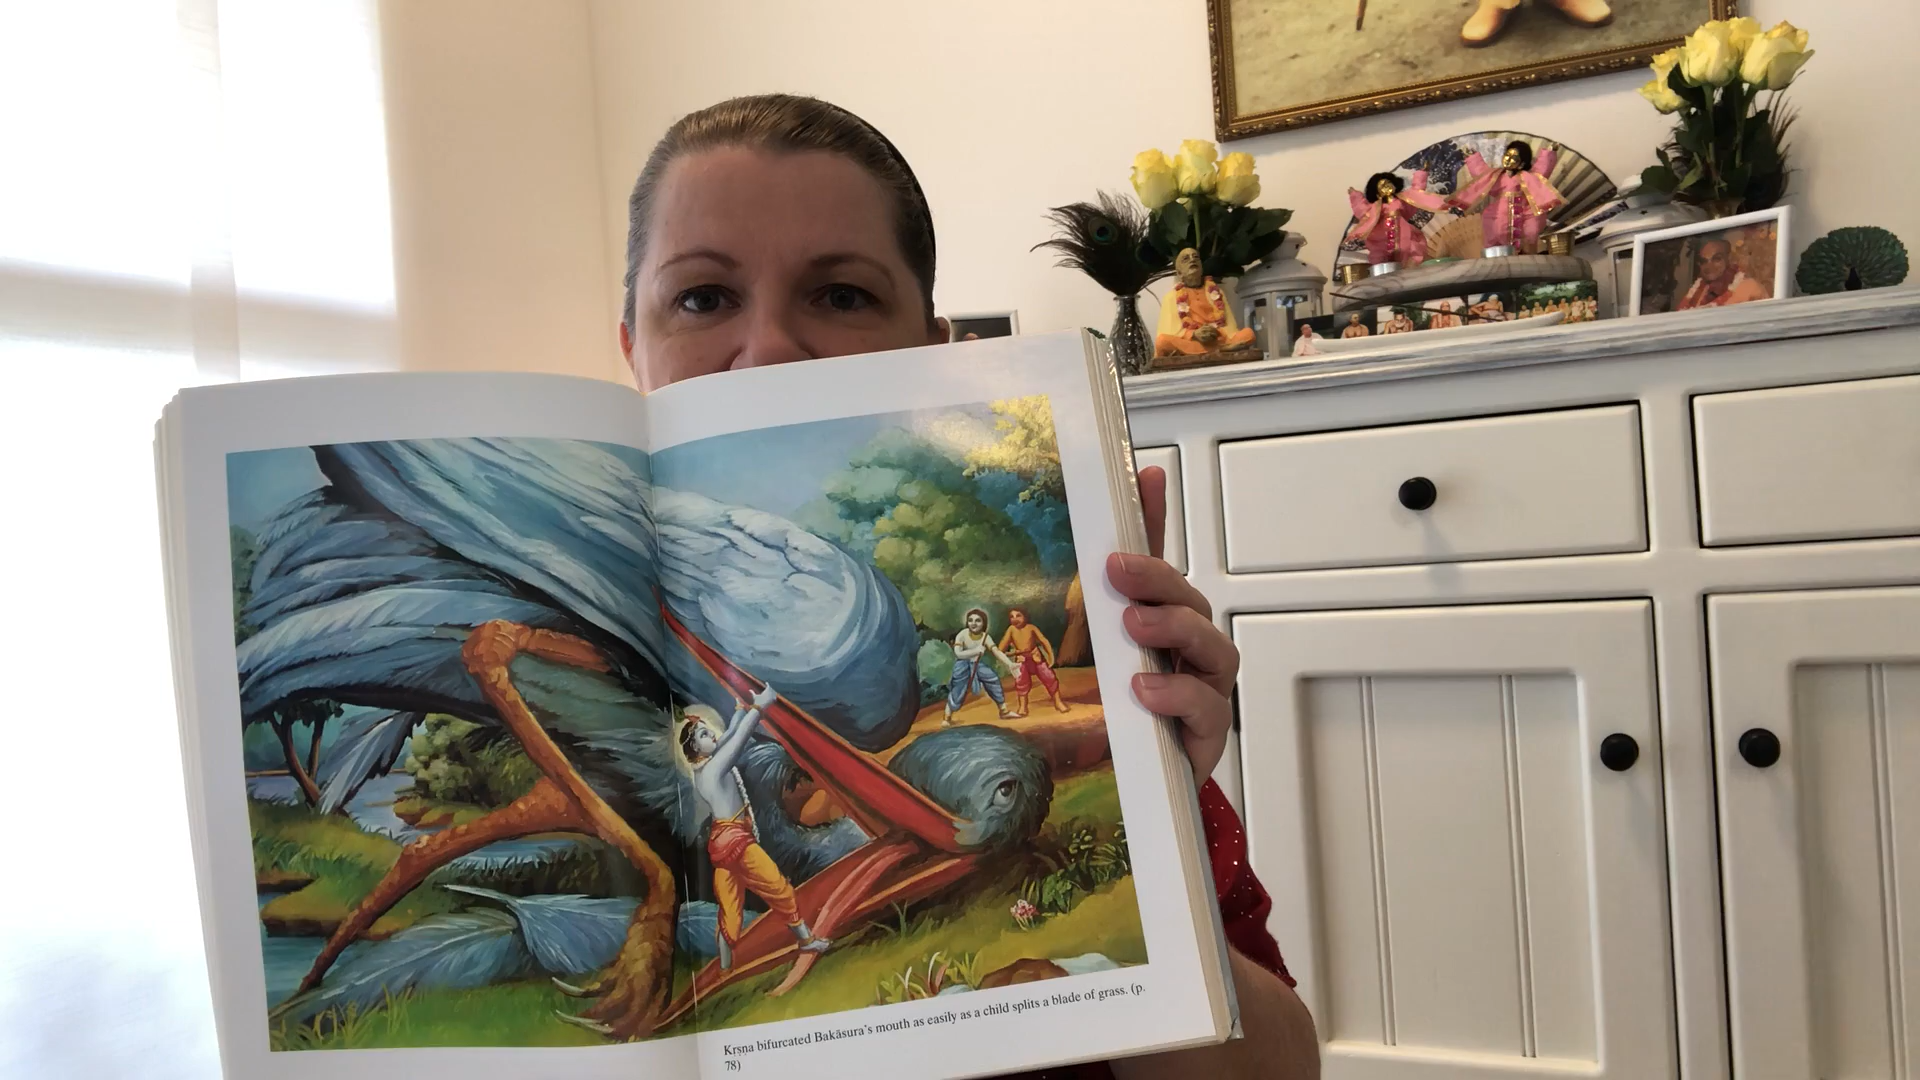 Kṛṣṇa bifurcated Bakāsura's mouth as easily as a child splits a blade of grass. (p.
78)